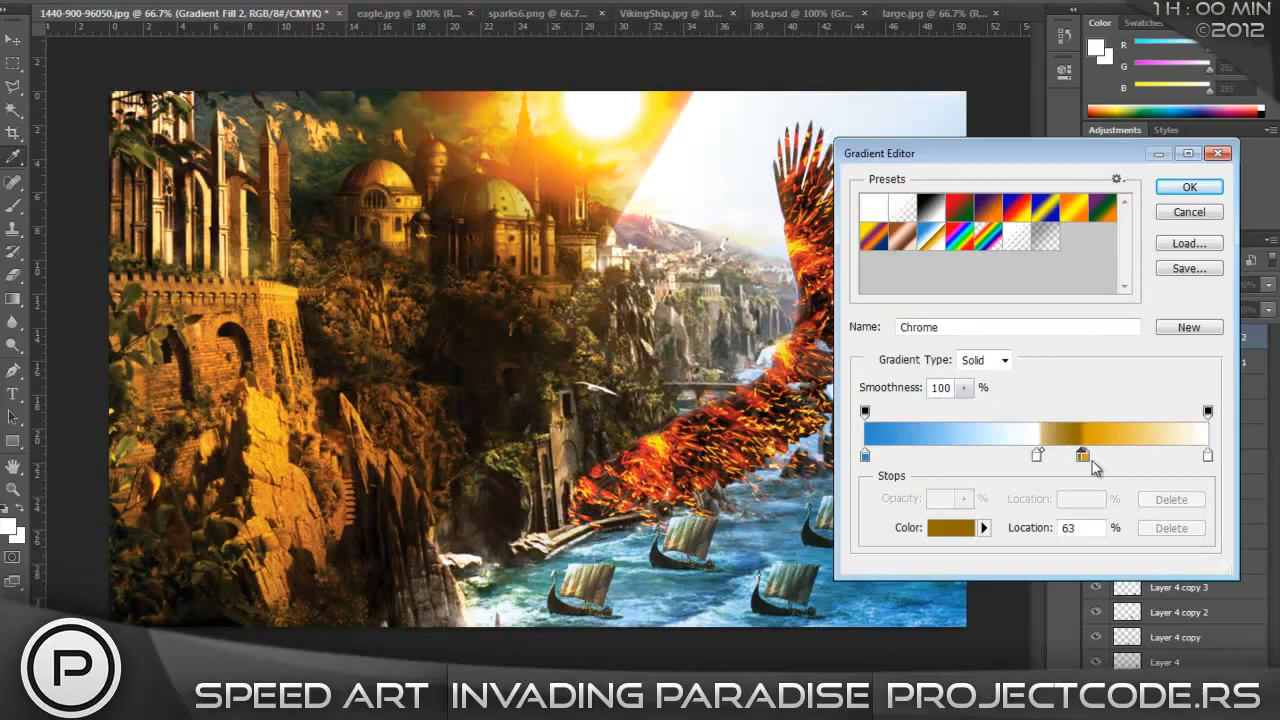 1H : 00 MIN
©2012
1440-900-96050.jpg @ 66.7% (Gradient Fill 2, RGB/8#/CMYK) *
eagle.jpg @ 100% (R...
sparks6.png @ 66.7%...
VikingShip.jpg @ 10...
lost.psd @ 100% (Gr...
large.jpg @ 66.7% (R...
Color
Swatches
R
G
255
B
255
Adjustments
Styles
Gradient Editor
Presets
OK
Cancel
Load...
Save...
Name:
Chrome
New
Gradient Type:
Solid
Smoothness:
100
%
Stops
Opacity:
%
Location:
%
Delete
Color:
Location:
63
%
Delete
Layer 4 copy 3
Layer 4 copy 2
Layer 4 copy
Layer 4
P
SPEED ART INVADING PARADISE PROJECTCODE.RS